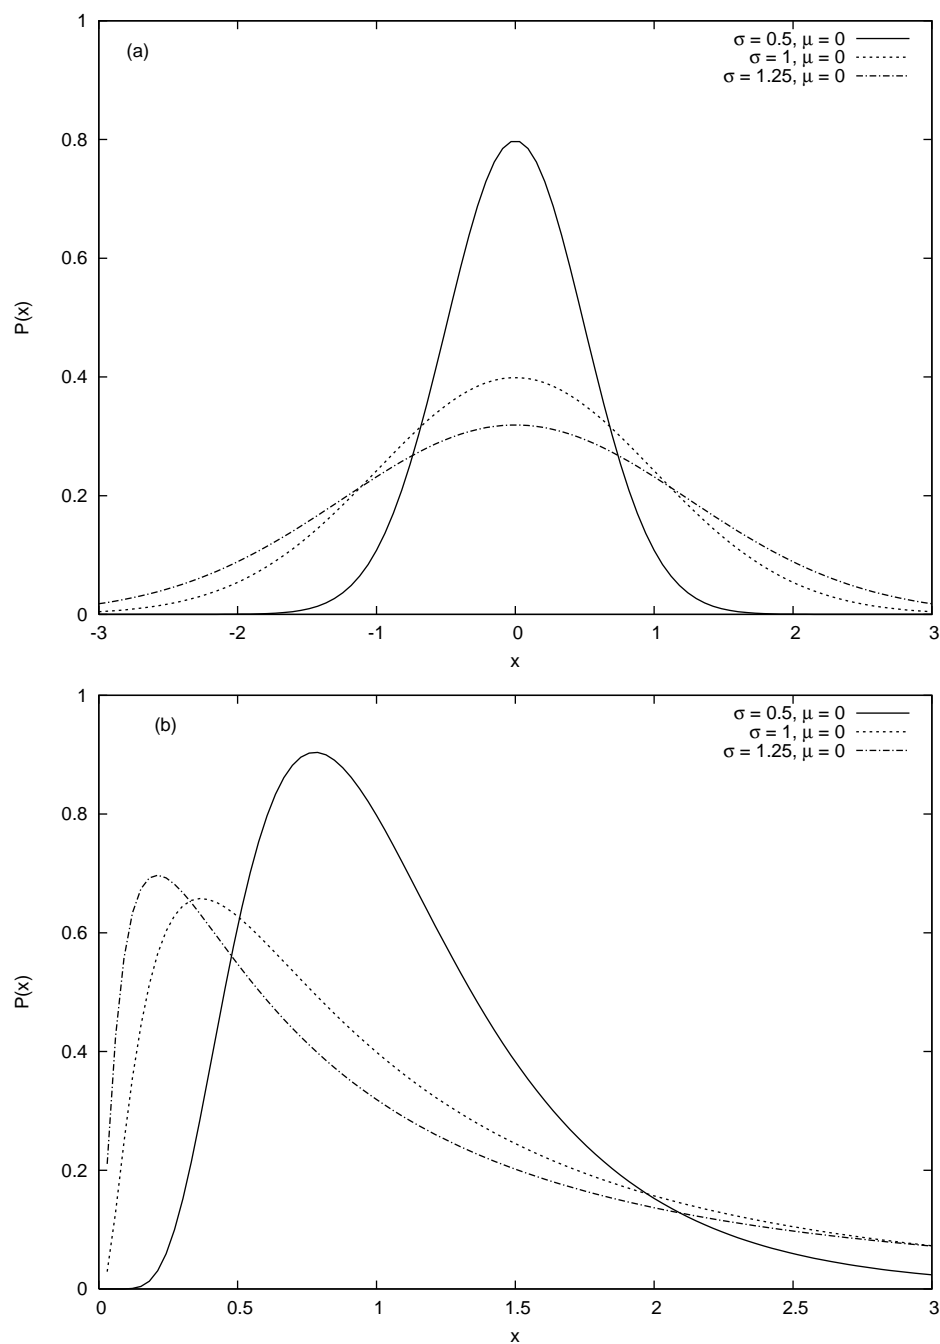 (a)
σ = 0.5, μ = 0
σ = 1, μ = 0
σ = 1.25, μ = 0
1
0.8
0.6
0.4
0.2
0
P(x)
-3 -2 -1 0 1 2 3
x
(b)
σ = 0.5, μ = 0
σ = 1, μ = 0
σ = 1.25, μ = 0
1
0.8
0.6
0.4
0.2
0
P(x)
0 0.5 1 1.5 2 2.5 3
x